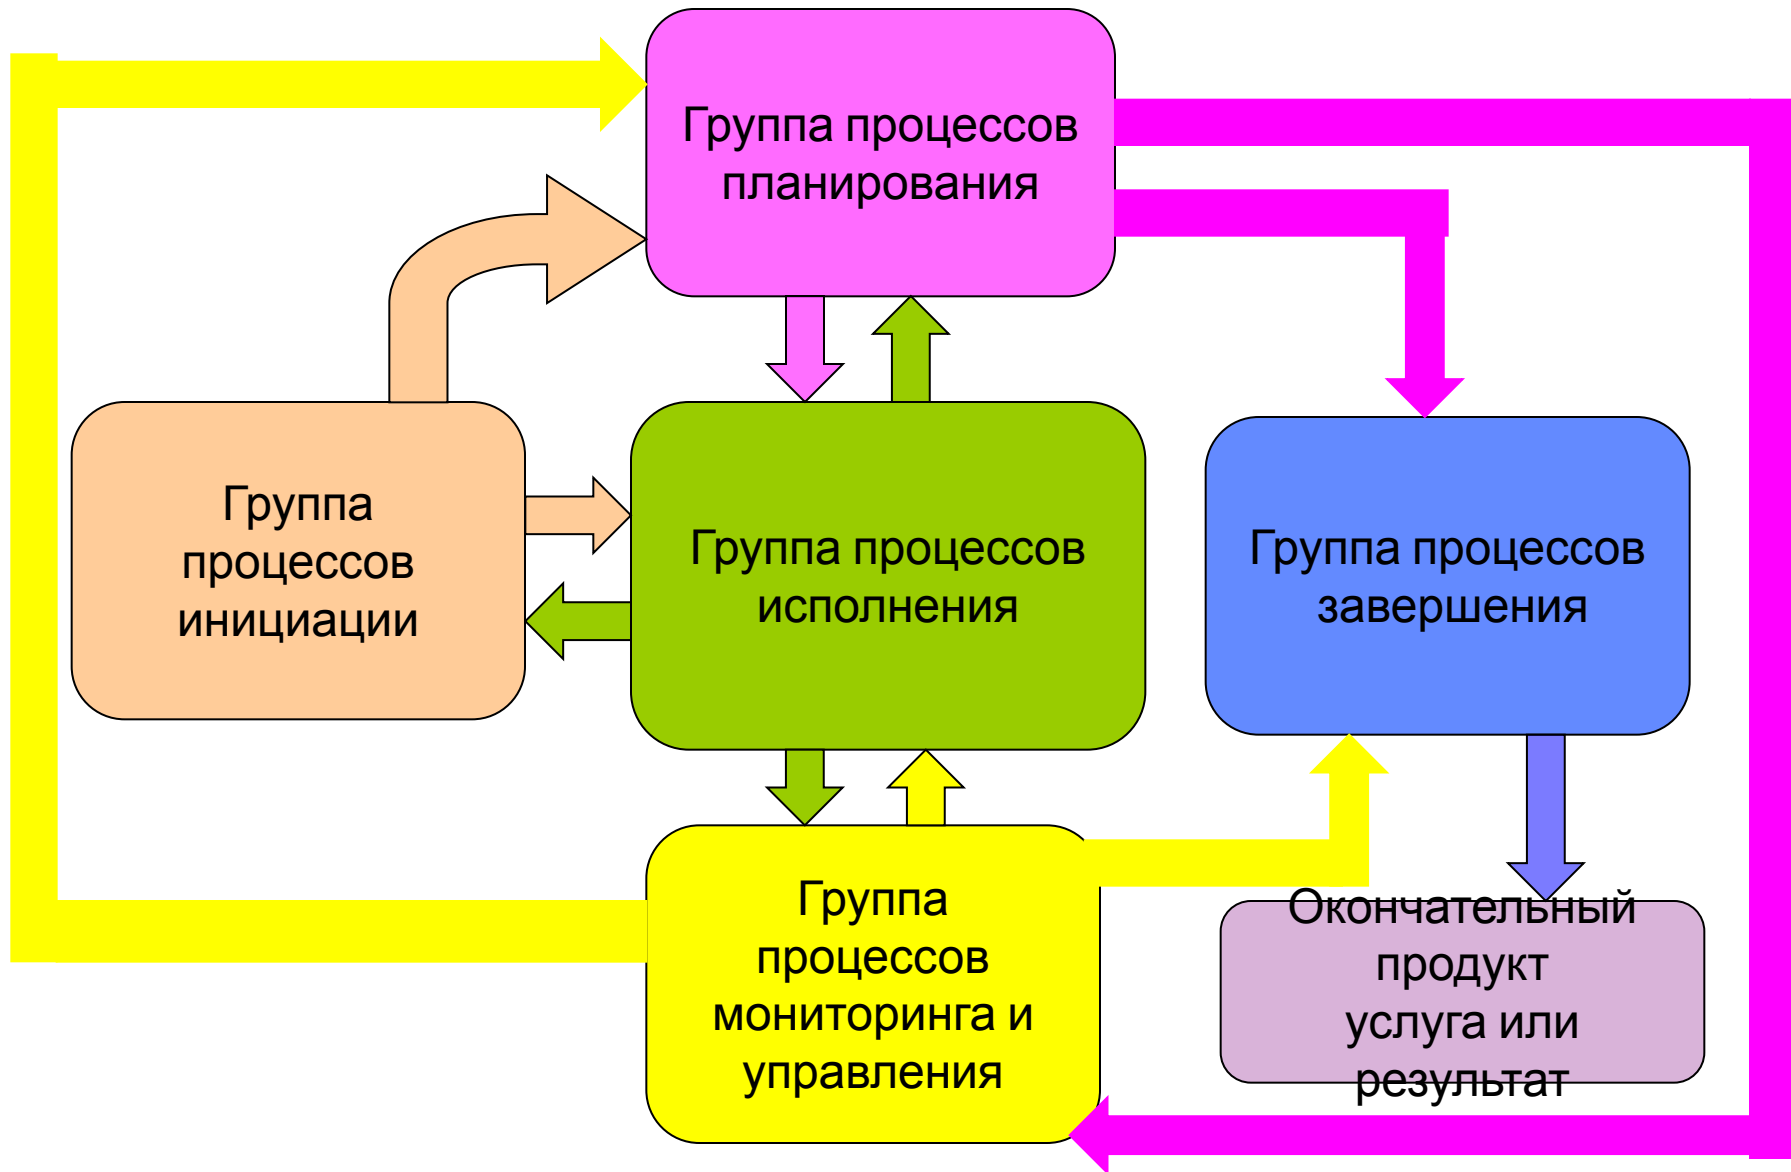 Группа процессов
планирования
Группа
процессов
инициации
Группа процессов
исполнения
Группа процессов
завершения
Группа
процессов
мониторинга и
управления
Окончательный
продукт
услуга или
результат